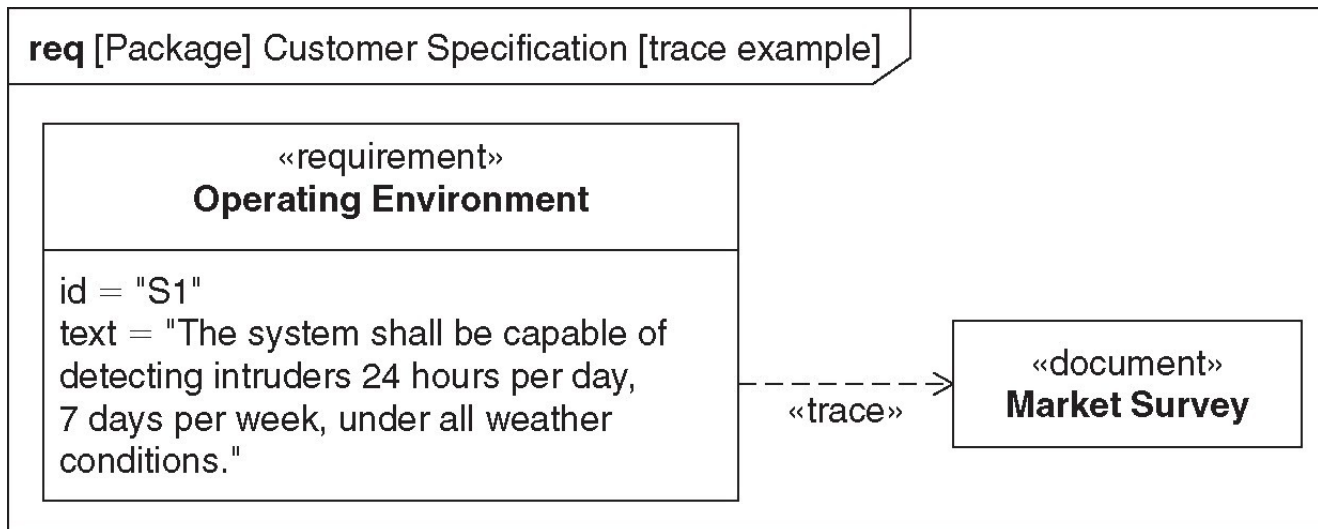 req [Package] Customer Specification [trace example]
«requirement»
Operating Environment
id = "S1"
text = "The system shall be capable of
detecting intruders 24 hours per day,
7 days per week, under all weather
conditions."
«trace»
«document»
Market Survey